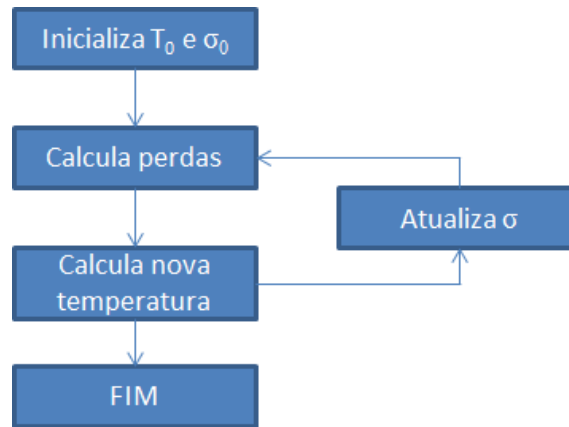 Inicializa T₀ e σ₀
Calcula perdas
Atualiza σ
Calcula nova
temperatura
FIM